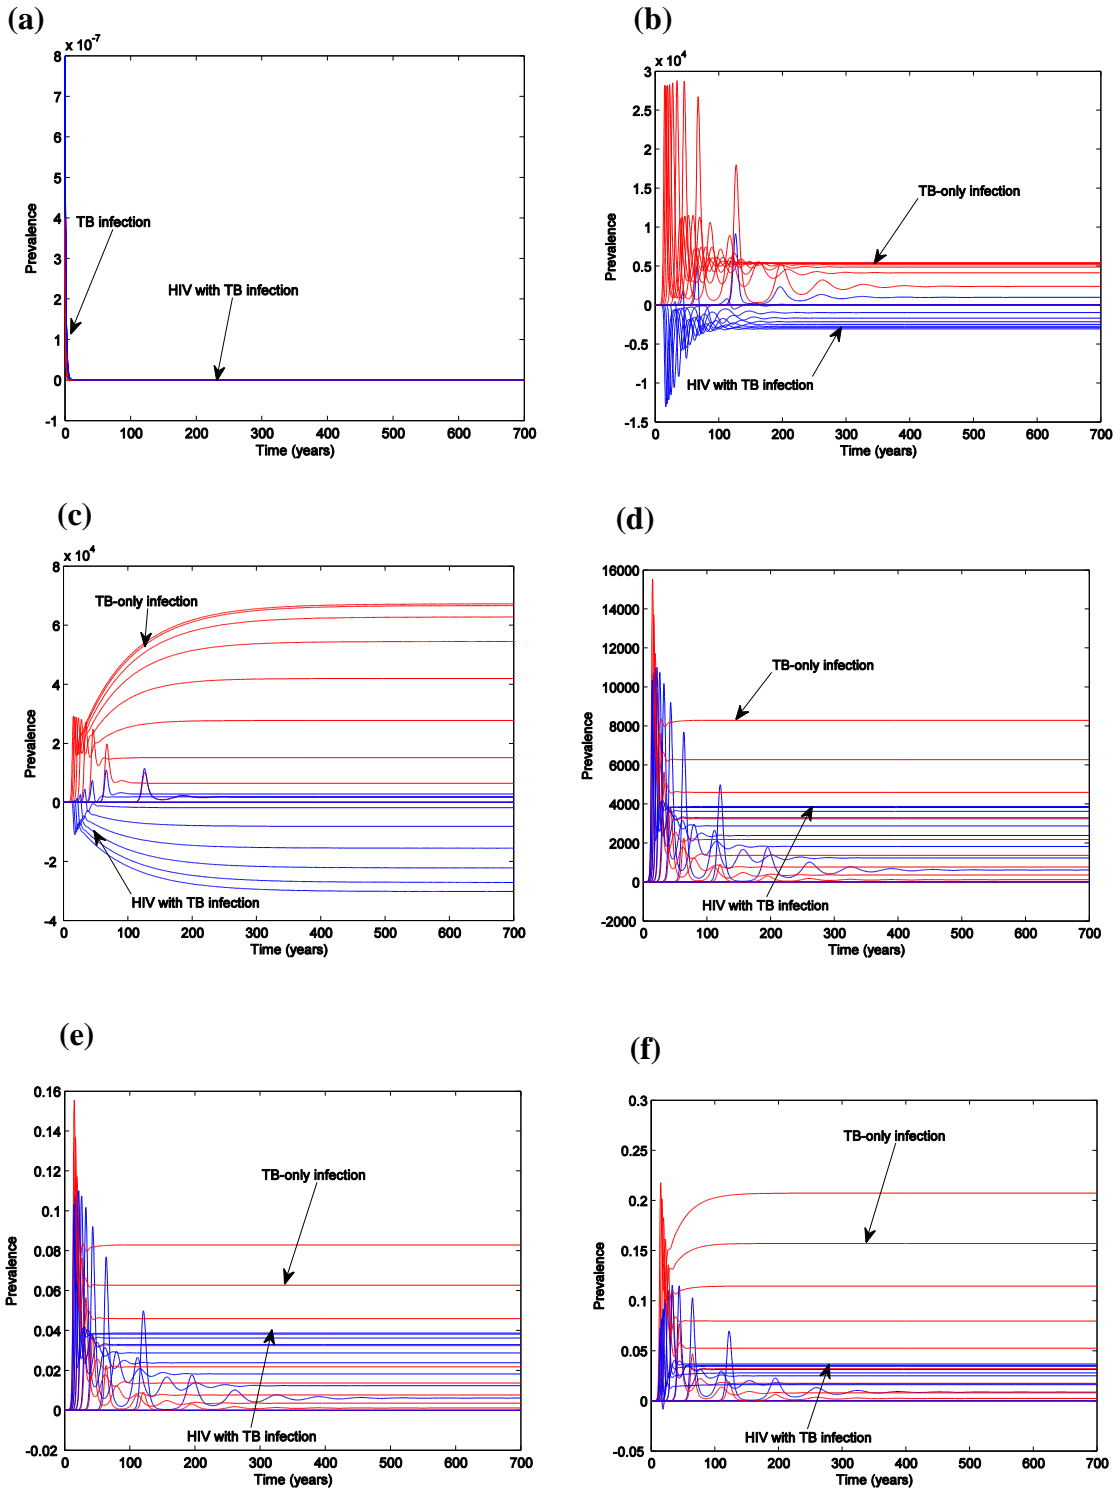 (a)
x 10^-7
8
7
6
5
4
3
2
1
0
-1
Prevalence
TB infection
HIV with TB infection
0 100 200 300 400 500 600 700
Time (years)
(b)
x 10^4
3
2.5
2
1.5
1
0.5
0
-0.5
-1
-1.5
Prevalence
TB-only infection
HIV with TB infection
0 100 200 300 400 500 600 700
Time (years)
(c)
x 10^4
8
6
4
2
0
-2
-4
Prevalence
TB-only infection
HIV with TB infection
0 100 200 300 400 500 600 700
Time (years)
(d)
16000
14000
12000
10000
8000
6000
4000
2000
0
-2000
Prevalence
TB-only infection
HIV with TB infection
0 100 200 300 400 500 600 700
Time (years)
(e)
0.16
0.14
0.12
0.1
0.08
0.06
0.04
0.02
0
-0.02
Prevalence
TB-only infection
HIV with TB infection
0 100 200 300 400 500 600 700
Time (years)
(f)
0.3
0.25
0.2
0.15
0.1
0.05
0
-0.05
Prevalence
TB-only infection
HIV with TB infection
0 100 200 300 400 500 600 700
Time (years)